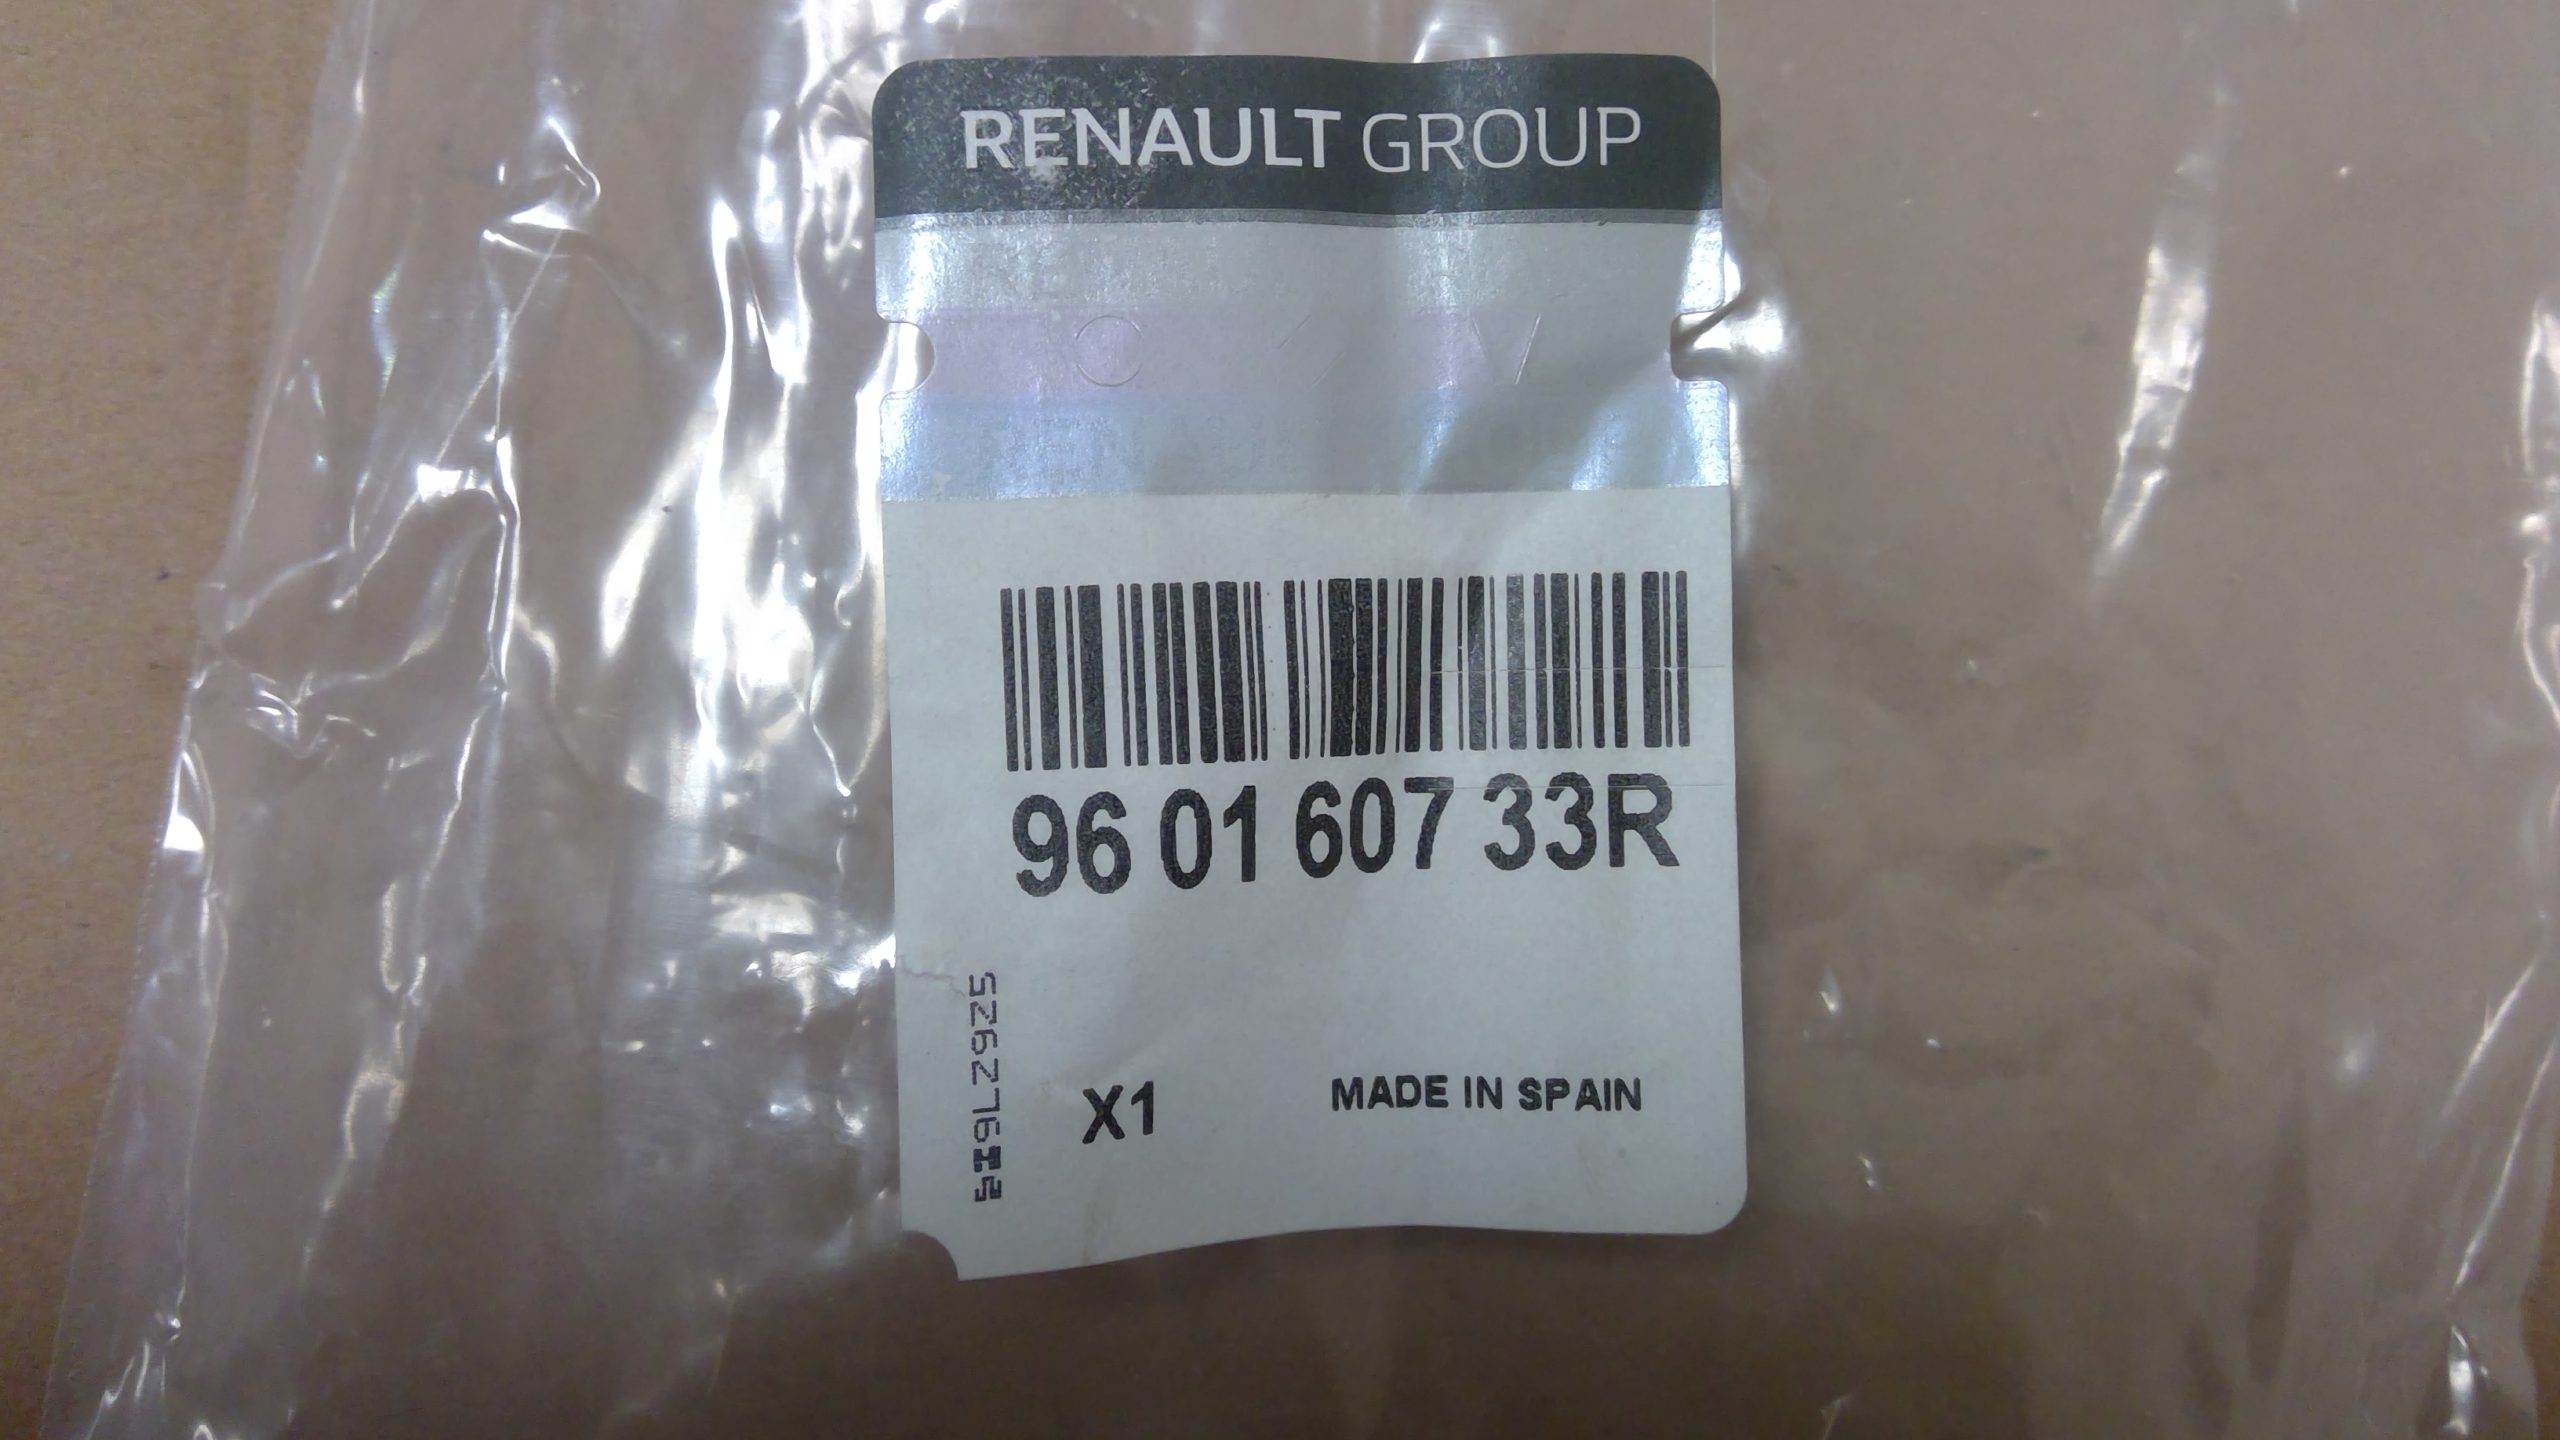 RENAULT GROUP
96 01 607 33R
X1
MADE IN SPAIN